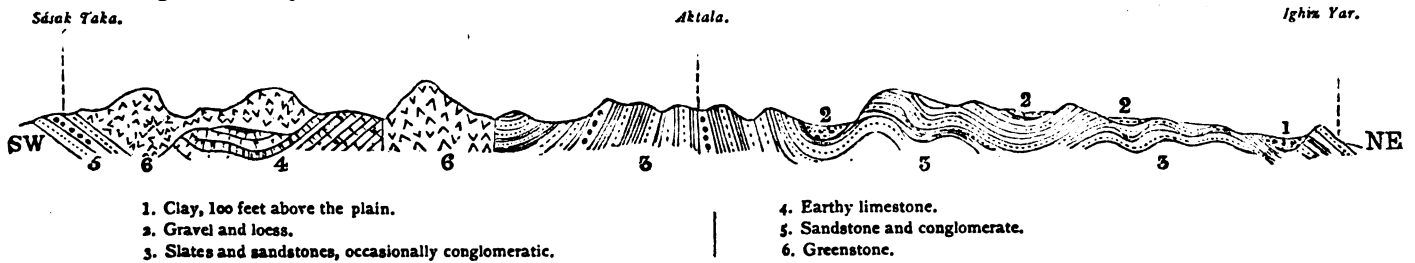 Sásak Taka. Aktala. Ighiz Yar.
2 2 2 1
SW NE
5 6 4 6 3 3 3
1. Clay, 100 feet above the plain.
2. Gravel and loess.
3. Slates and sandstones, occasionally conglomeratic.
4. Earthy limestone.
5. Sandstone and conglomerate.
6. Greenstone.